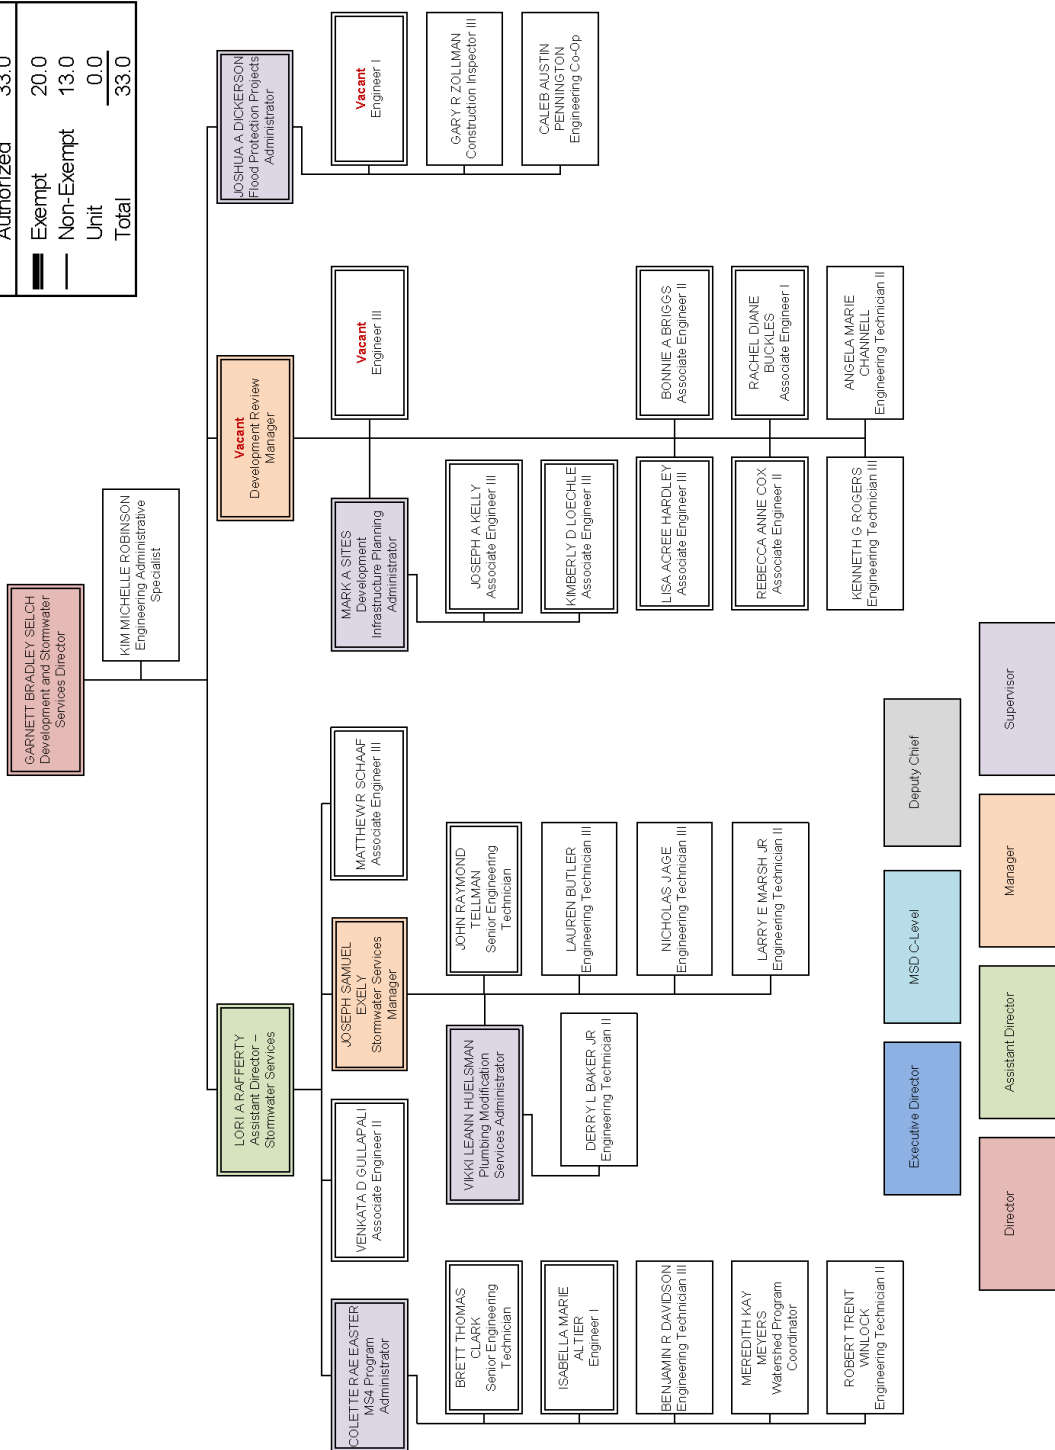 Authorized 33.0
Exempt 20.0
Non-Exempt 13.0
Unit 0.0
Total 33.0
GARNETT BRADLEY SELCH
Development and Stormwater
Services Director
KIM MICHELLE ROBINSON
Engineering Administrative
Specialist
LORI A RAFFERTY
Assistant Director –
Stormwater Services
Vacant
Development Review
Manager
JOSHUA A DICKERSON
Flood Protection Projects
Administrator
COLETTE RAE EASTER
MS4 Program
Administrator
VENKATA D GULLAPALI
Associate Engineer II
JOSEPH SAMUEL
EXELY
Stormwater Services
Manager
MATTHEW R SCHAAF
Associate Engineer III
MARK A SITES
Development
Infrastructure Planning
Administrator
Vacant
Engineer III
Vacant
Engineer I
BRETT THOMAS
CLARK
Senior Engineering
Technician
VIKKI LEANN HUELSMAN
Plumbing Modification
Services Administrator
JOHN RAYMOND
TELLMAN
Senior Engineering
Technician
JOSEPH A KELLY
Associate Engineer III
GARY R ZOLLMAN
Construction Inspector III
ISABELLA MARIE
ALTIER
Engineer I
DERRY L BAKER JR
Engineering Technician II
LAUREN BUTLER
Engineering Technician III
KIMBERLY D LOECHLE
Associate Engineer III
CALEB AUSTIN
PENNINGTON
Engineering Co-Op
BENJAMIN R DAVIDSON
Engineering Technician III
NICHOLAS J AGE
Engineering Technician III
LISA ACREE HARDLEY
Associate Engineer III
BONNIE A BRIGGS
Associate Engineer II
MEREDITH KAY
MEYERS
Watershed Program
Coordinator
LARRY E MARSH JR
Engineering Technician II
REBECCA ANNE COX
Associate Engineer II
RACHEL DIANE
BUCKLES
Associate Engineer I
ROBERT TRENT
WINLOCK
Engineering Technician II
KENNETH G ROGERS
Engineering Technician III
ANGELA MARIE
CHANNELL
Engineering Technician II
Executive Director
MSD C-Level
Deputy Chief
Director
Assistant Director
Manager
Supervisor